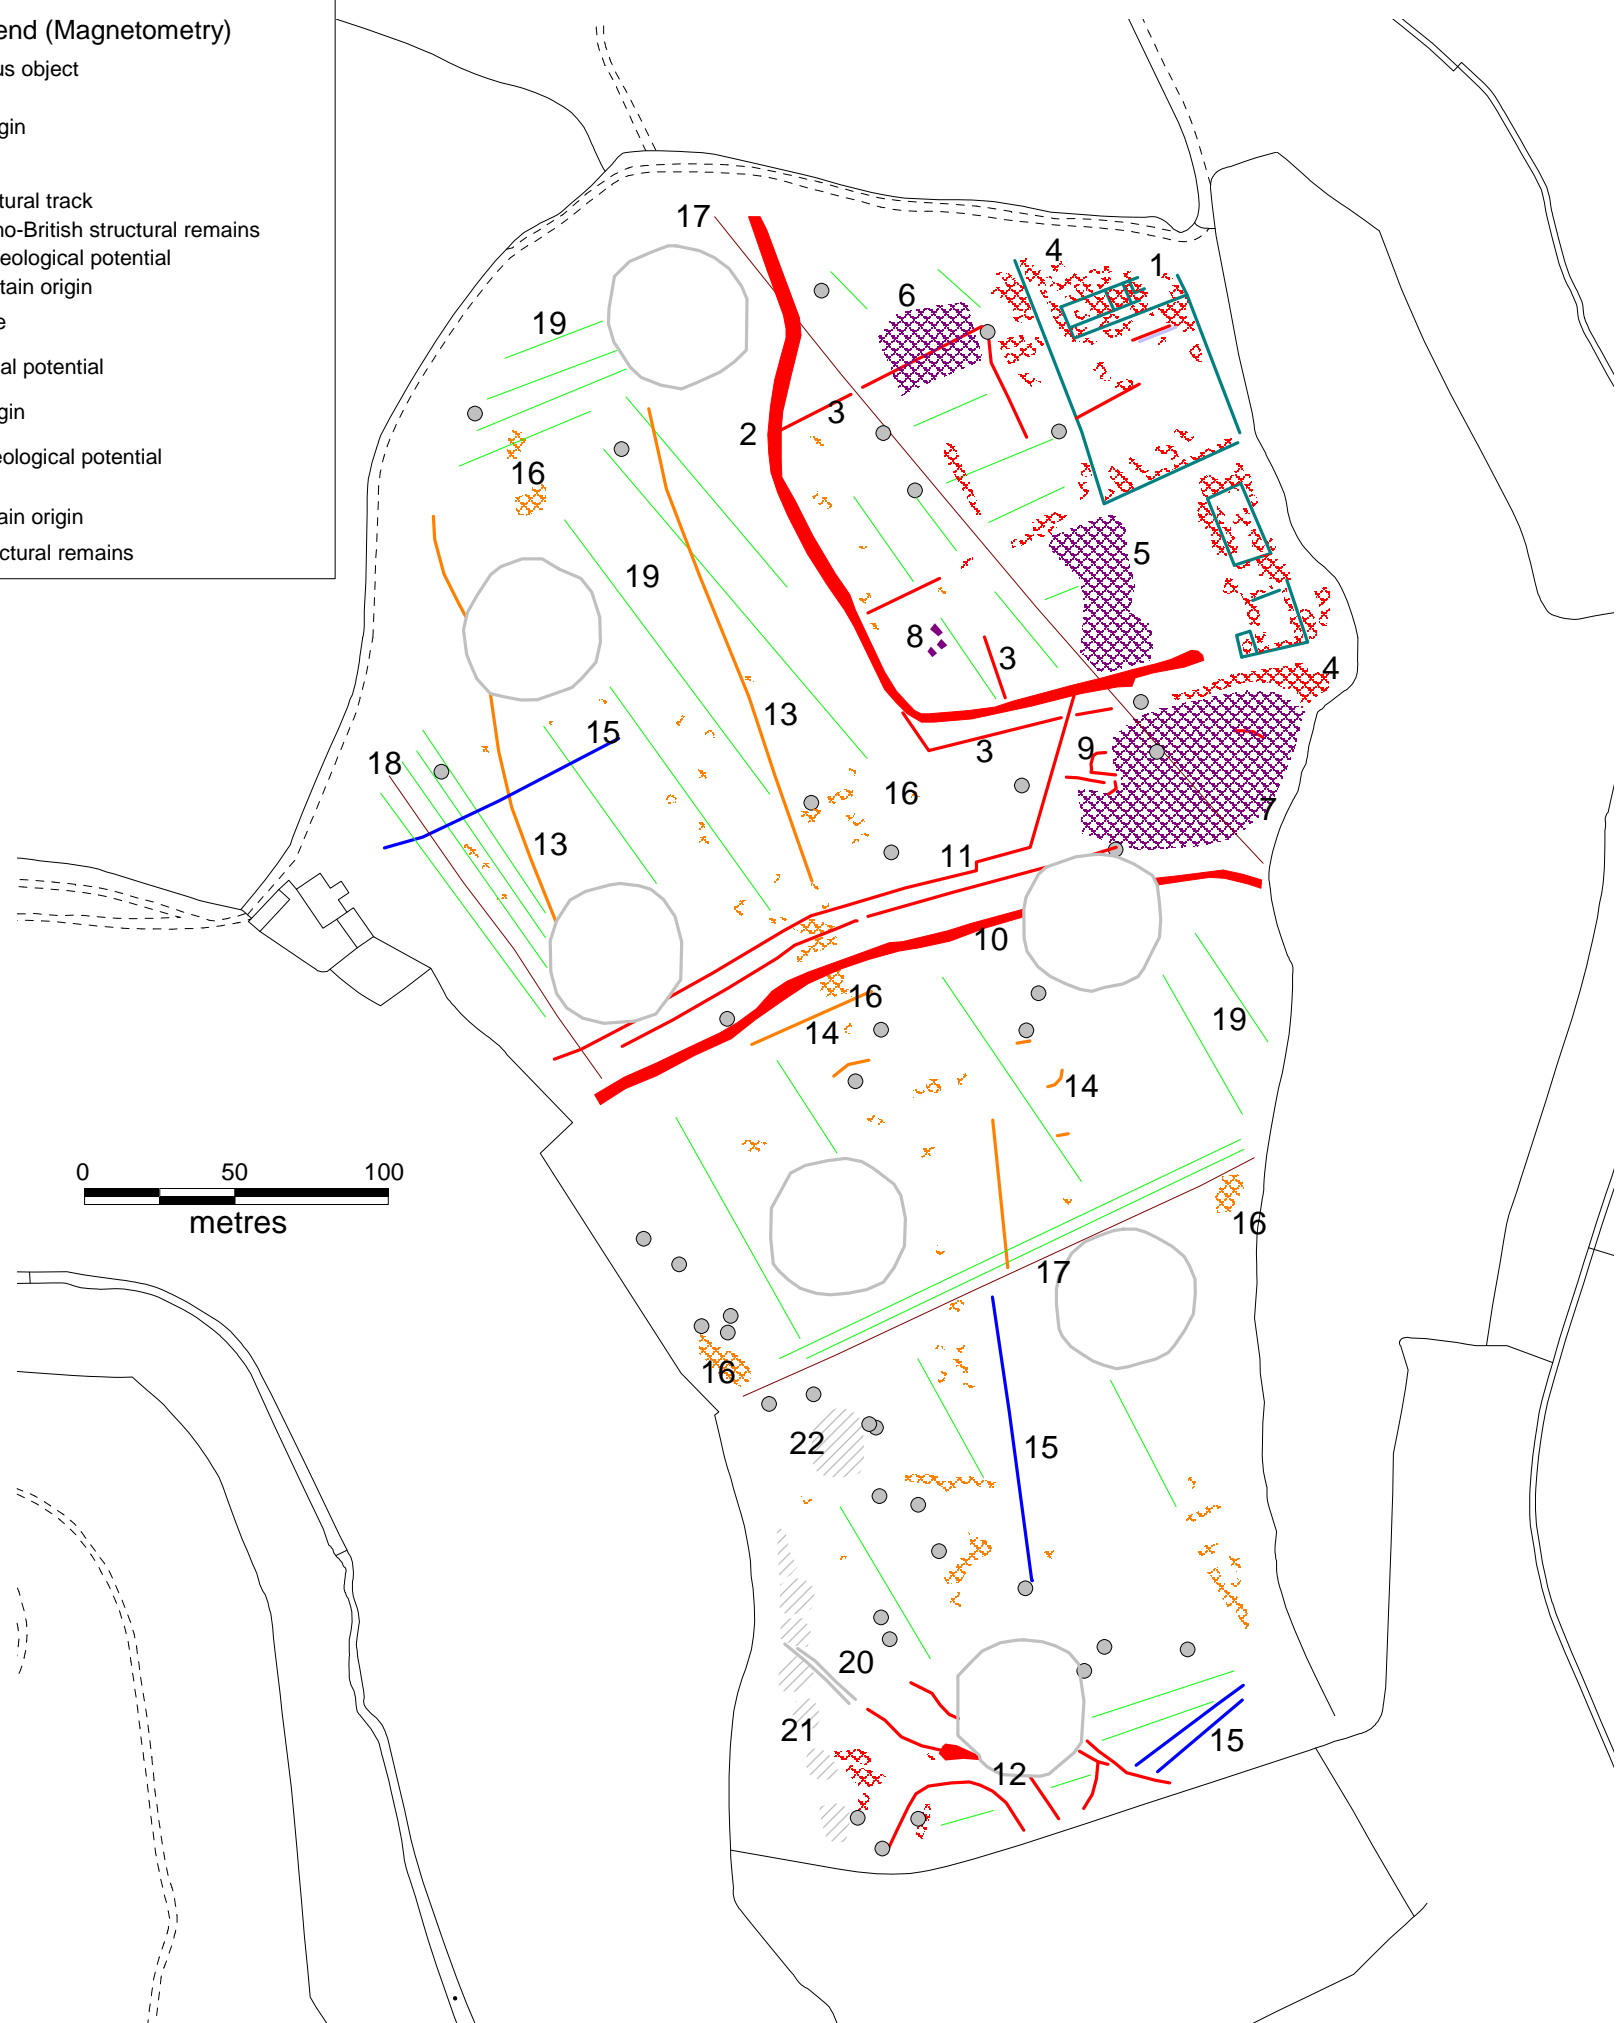 end (Magnetometry)
us object
gin
tural track
no-British structural remains
eological potential
tain origin
e
al potential
gin
eological potential
ain origin
ctural remains
17
4
1
6
19
3
2
16
5
19
8
3
4
13
15
3
9
18
16
7
13
11
10
16
19
14
14
0 50 100
metres
16
17
16
22
15
20
21
15
12